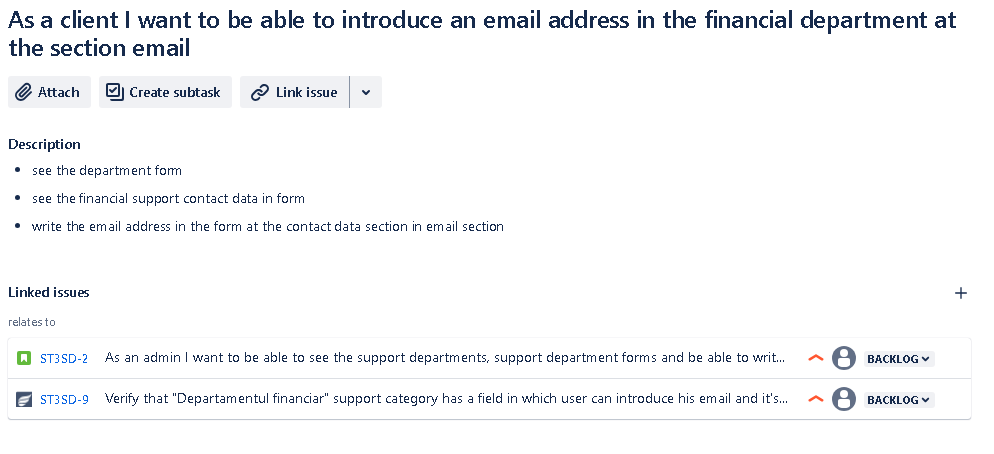 As a client I want to be able to introduce an email address in the financial department at
the section email
Attach
Create subtask
Link issue
Description
• see the department form
• see the financial support contact data in form
• write the email address in the form at the contact data section in email section
Linked issues
relates to
ST3SD-2 As an admin I want to be able to see the support departments, support department forms and be able to writ... BACKLOG
ST3SD-9 Verify that "Departamentul financiar" support category has a field in which user can introduce his email and it's... BACKLOG